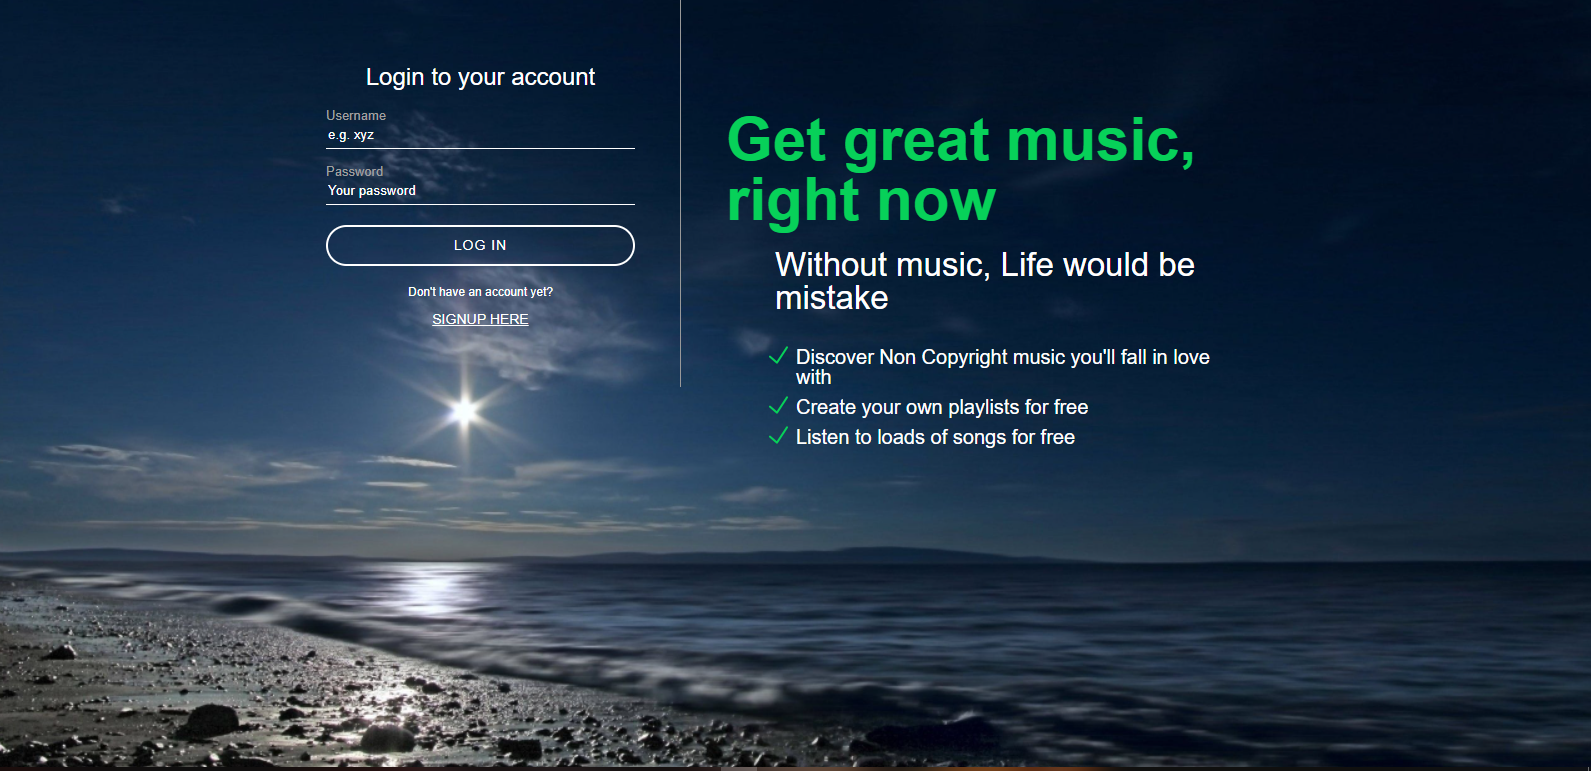 Login to your account
Username
e.g. xyz
Password
Your password
LOG IN
Don't have an account yet?
SIGNUP HERE
Get great music,
right now
Without music, Life would be
mistake
Discover Non Copyright music you'll fall in love
with
Create your own playlists for free
Listen to loads of songs for free